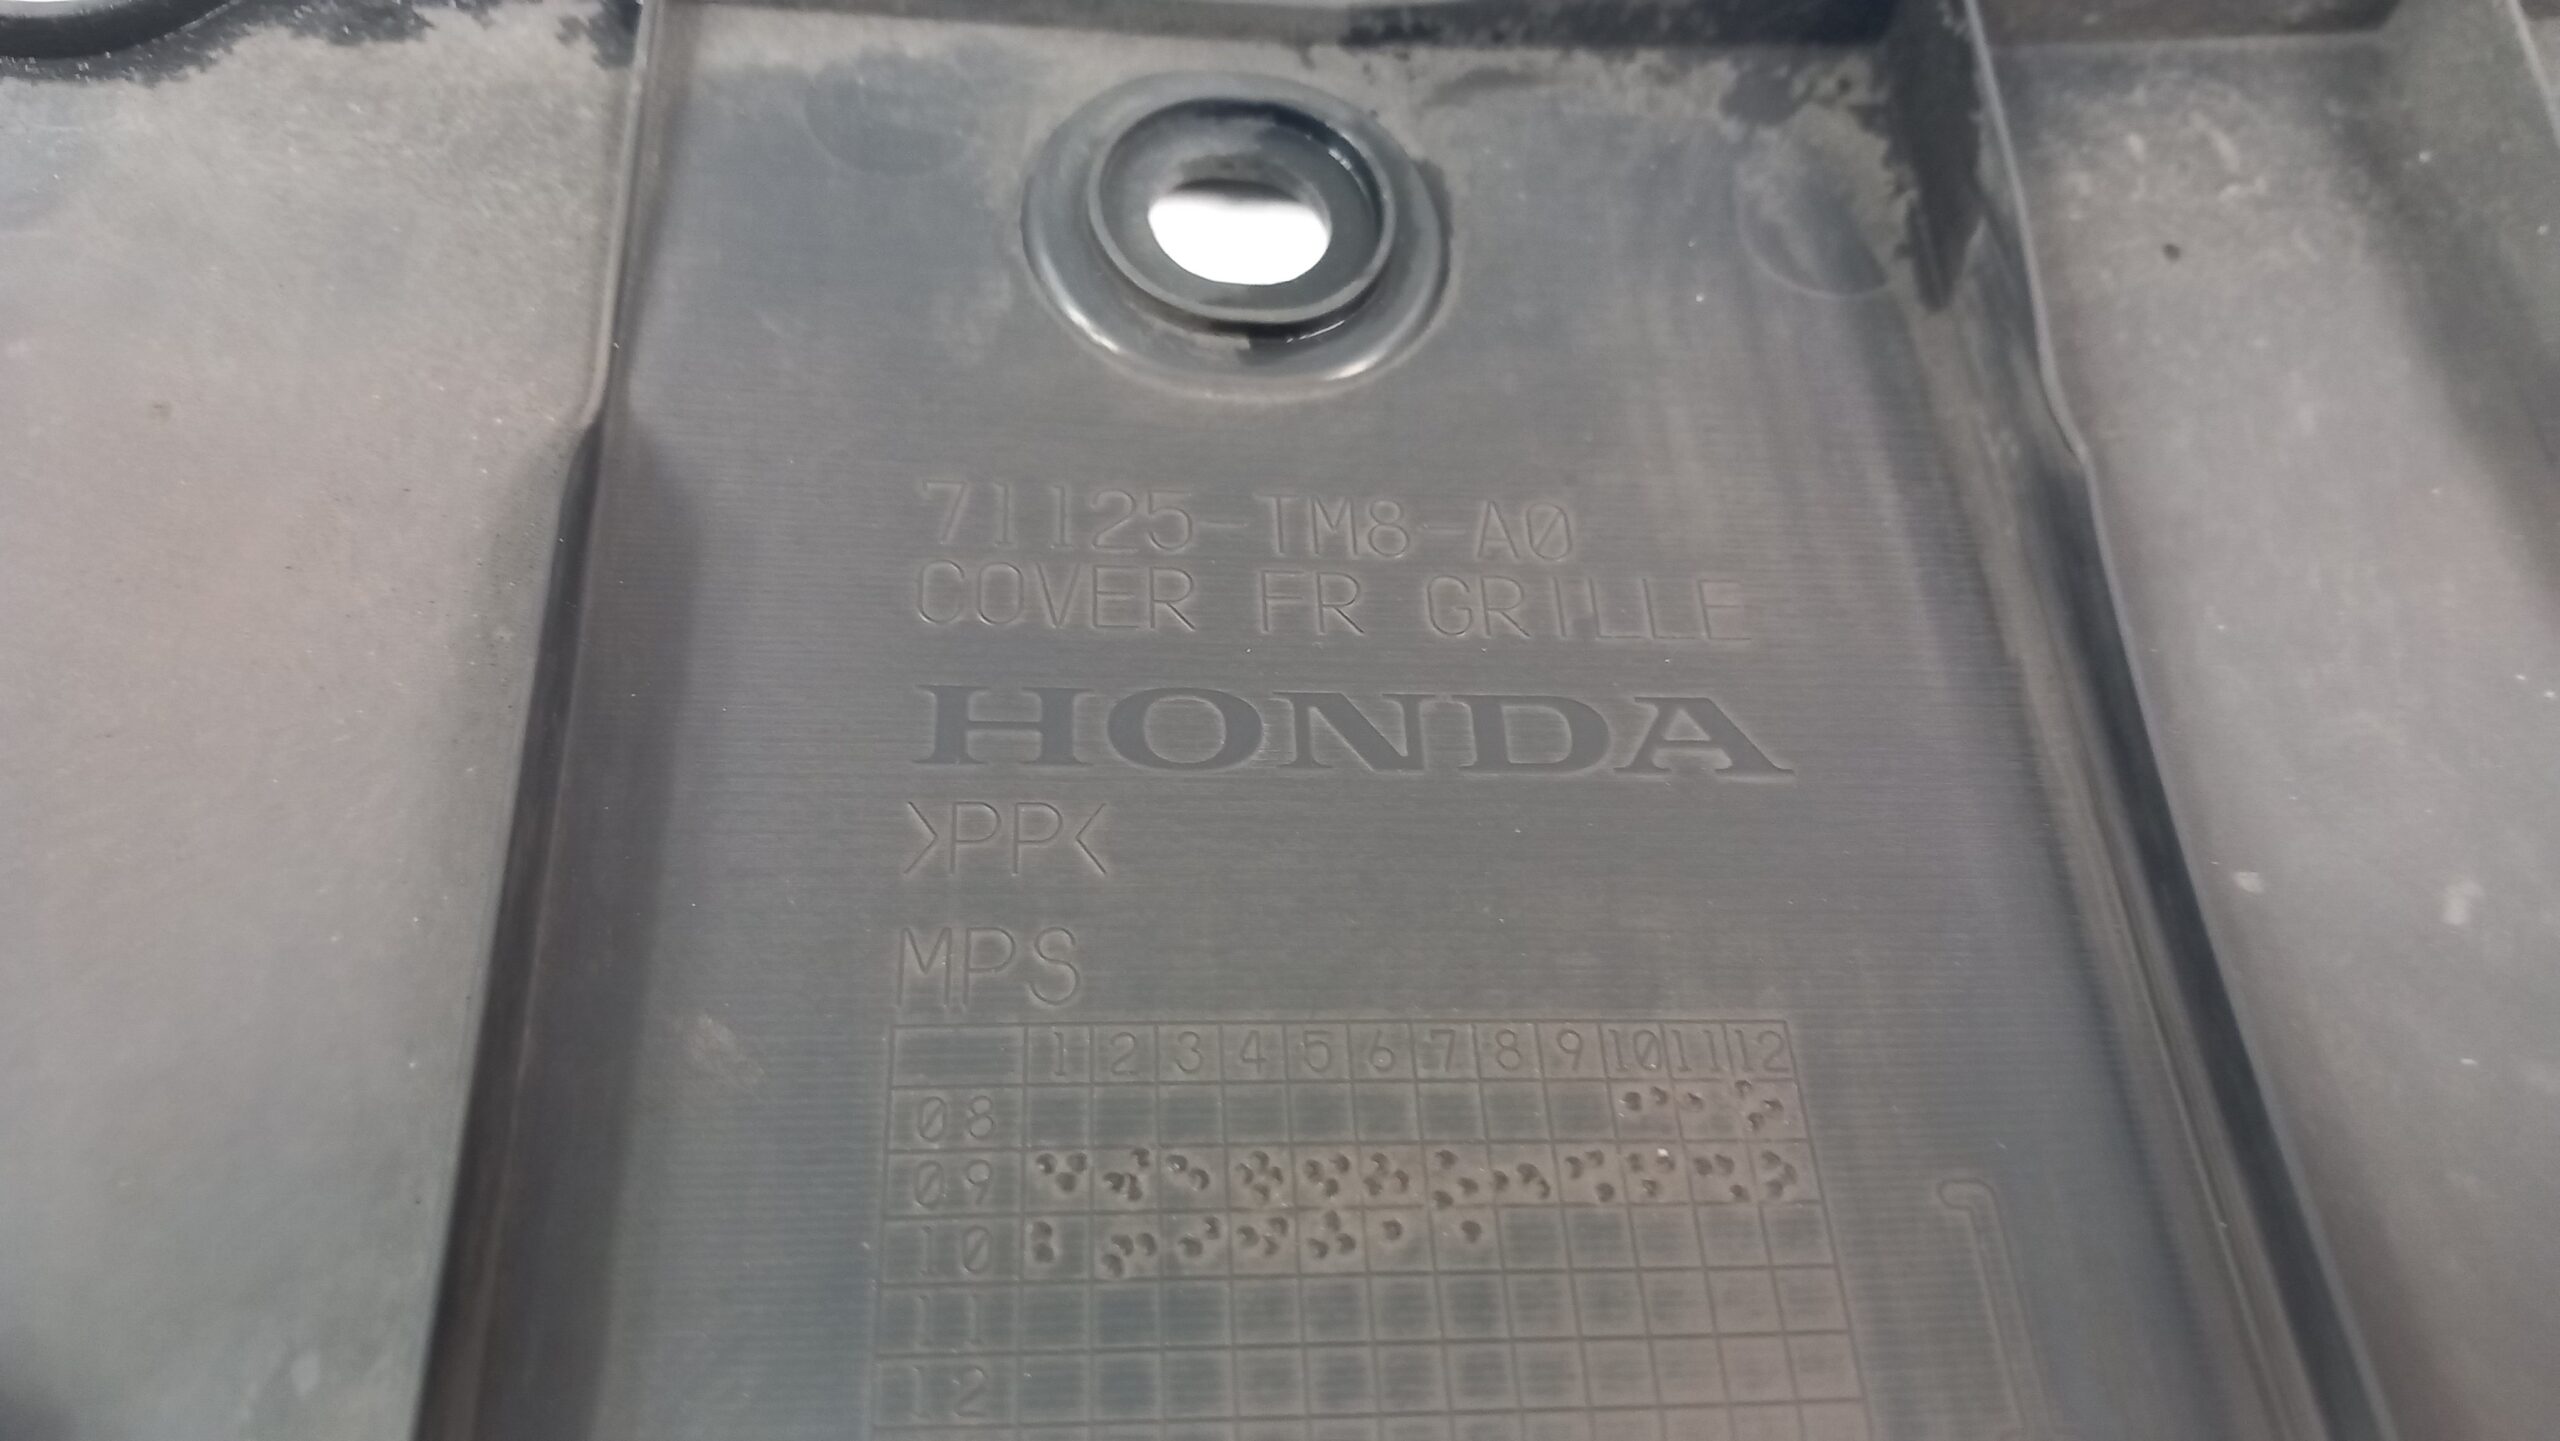 71125-TM8-A0
COVER FR GRILLE
HONDA
>PP<
MPS
1 2 3 4 5 6 7 8 9 10 11 12
08
09
10
11
12